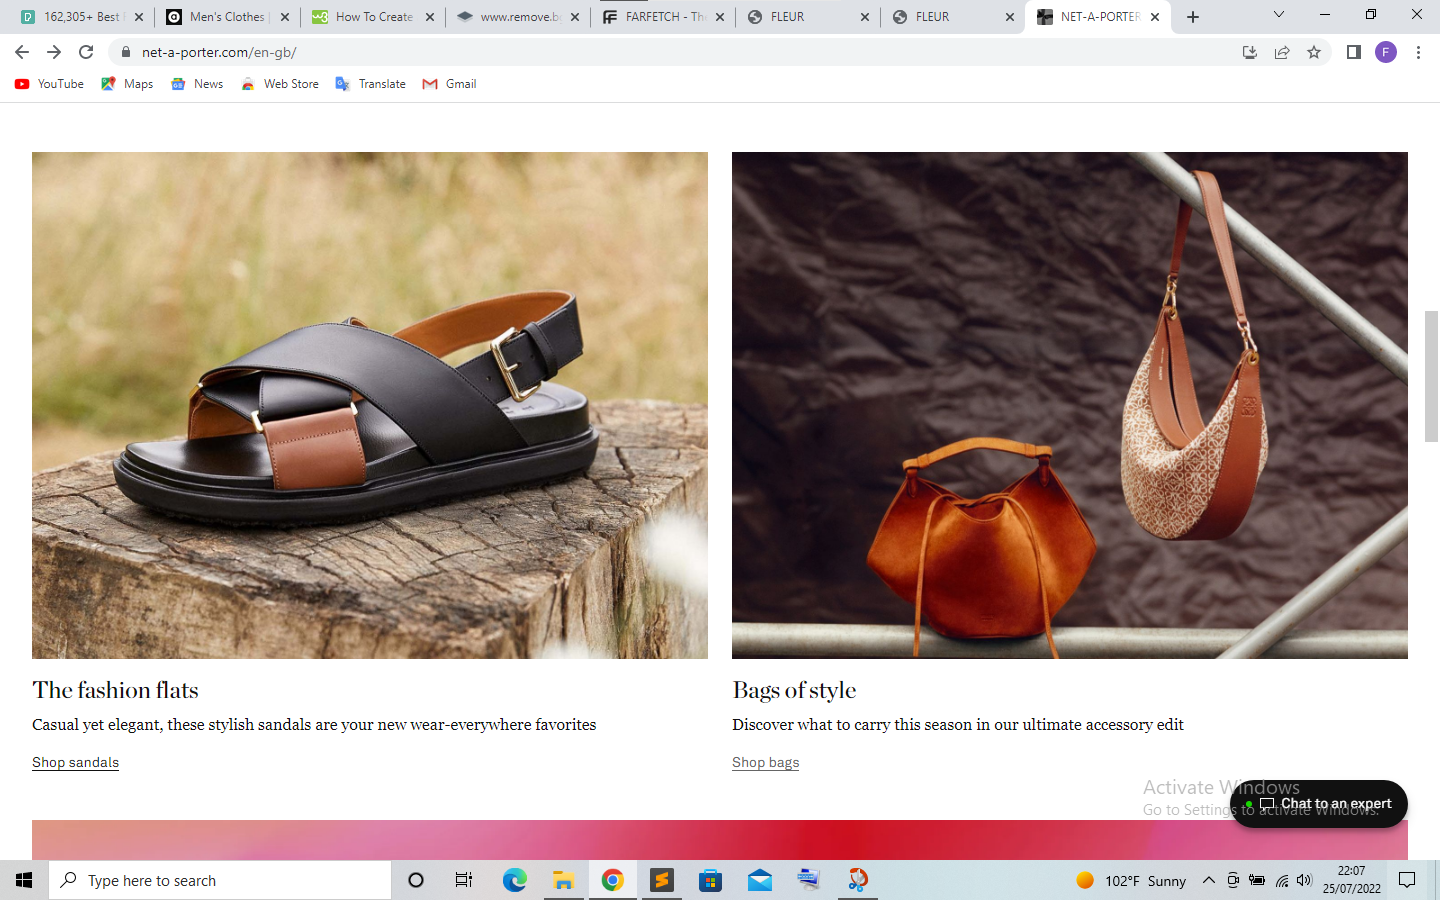 162,305+ Best
Men's Clothes
How To Create
www.remove.b
FARFETCH - Th
FLEUR
FLEUR
NET-A-PORTER
net-a-porter.com/en-gb/
F
YouTube
Maps
News
Web Store
Translate
Gmail
The fashion flats
Casual yet elegant, these stylish sandals are your new wear-everywhere favorites
Shop sandals
Bags of style
Discover what to carry this season in our ultimate accessory edit
Shop bags
Activate Windows
Go to Settings to activate Windows.
Chat to an expert
Type here to search
102°F Sunny
22:07
25/07/2022